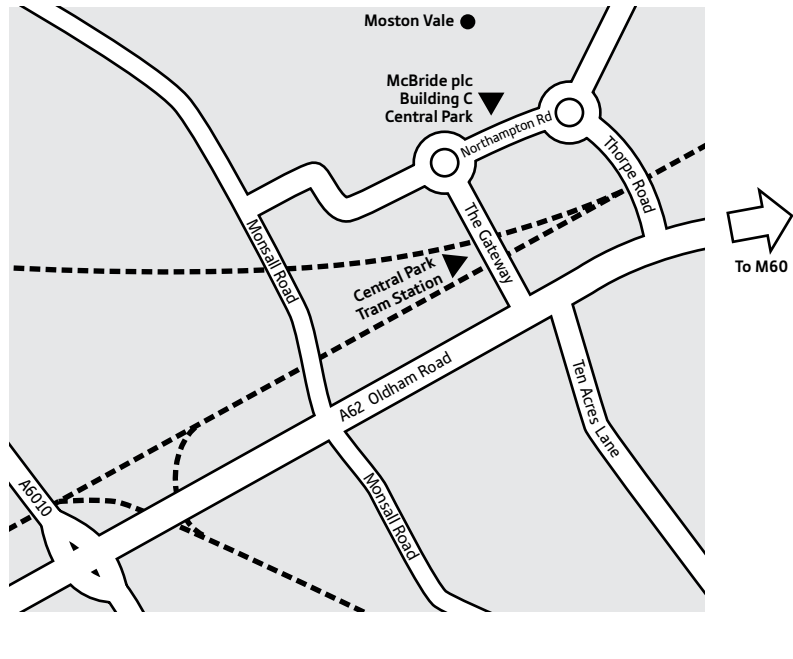 Moston Vale
McBride plc
Building C
Central Park
Northampton Rd
Thorpe Road
Monsall Road
The Gateway
Central Park
Tram Station
To M60
A62 Oldham Road
Ten Acres Lane
A6010
Monsall Road